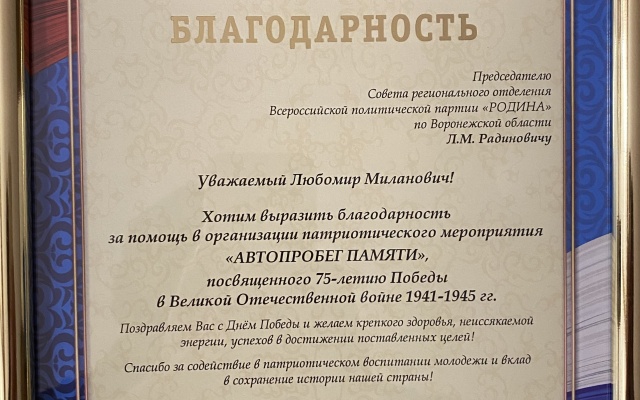 БЛАГОДАРНОСТЬ
Председателю
Совета регионального отделения
Всероссийской политической партии «РОДИНА»
по Воронежской области
Л.М. Радиновичу
Уважаемый Любомир Миланович!
Хотим выразить благодарность
за помощь в организации патриотического мероприятия
«АВТОПРОБЕГ ПАМЯТИ»,
посвященного 75-летию Победы
в Великой Отечественной войне 1941-1945 гг.
Поздравляем Вас с Днём Победы и желаем крепкого здоровья, неиссякаемой
энергии, успехов в достижении поставленных целей!
Спасибо за содействие в патриотическом воспитании молодежи и вклад
в сохранение истории нашей страны!